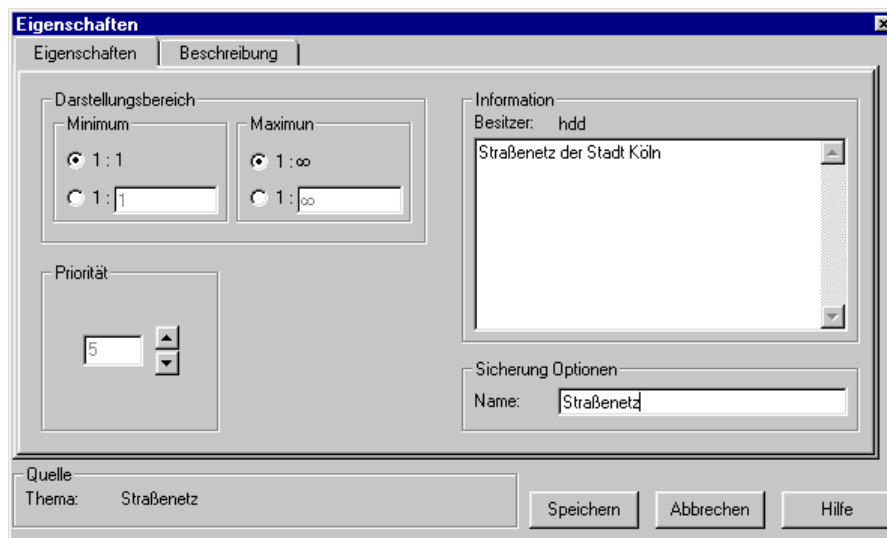 Eigenschaften
Eigenschaften Beschreibung
Darstellungsbereich
Minimum
1 : 1
1 : 1
Maximun
1 : ∞
1 : ∞
Priorität
5
Information
Besitzer: hdd
Straßenetz der Stadt Köln
Sicherung Optionen
Name: Straßenetz
Quelle
Thema: Straßenetz
Speichern Abbrechen Hilfe